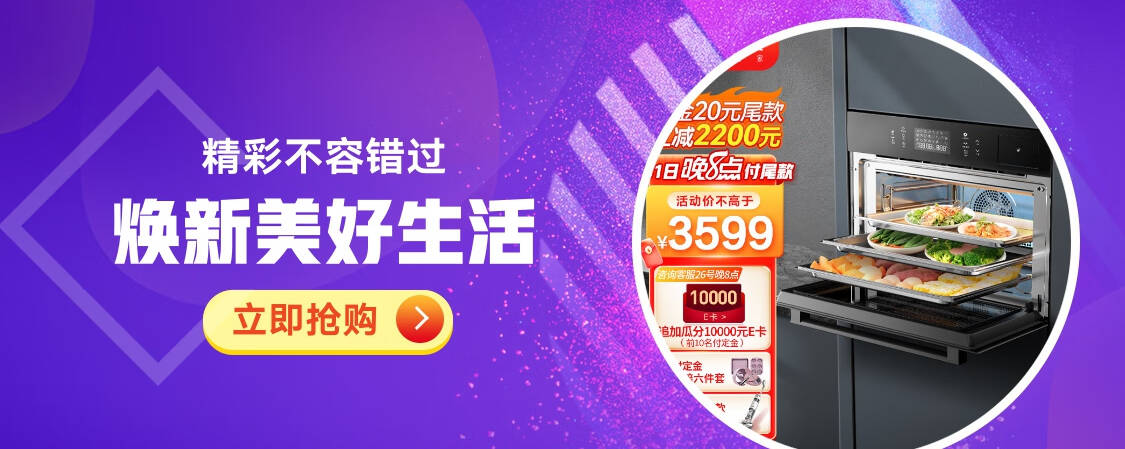 精彩不容错过
焕新美好生活
立即抢购
家
金20元尾款
减2200元
1日晚8点付尾款
活动价不高于
¥3599
咨询客服26号晚8点
10000
E卡 >
追加瓜分10000元E卡
(前10名付定金)
付定金
六件套
款